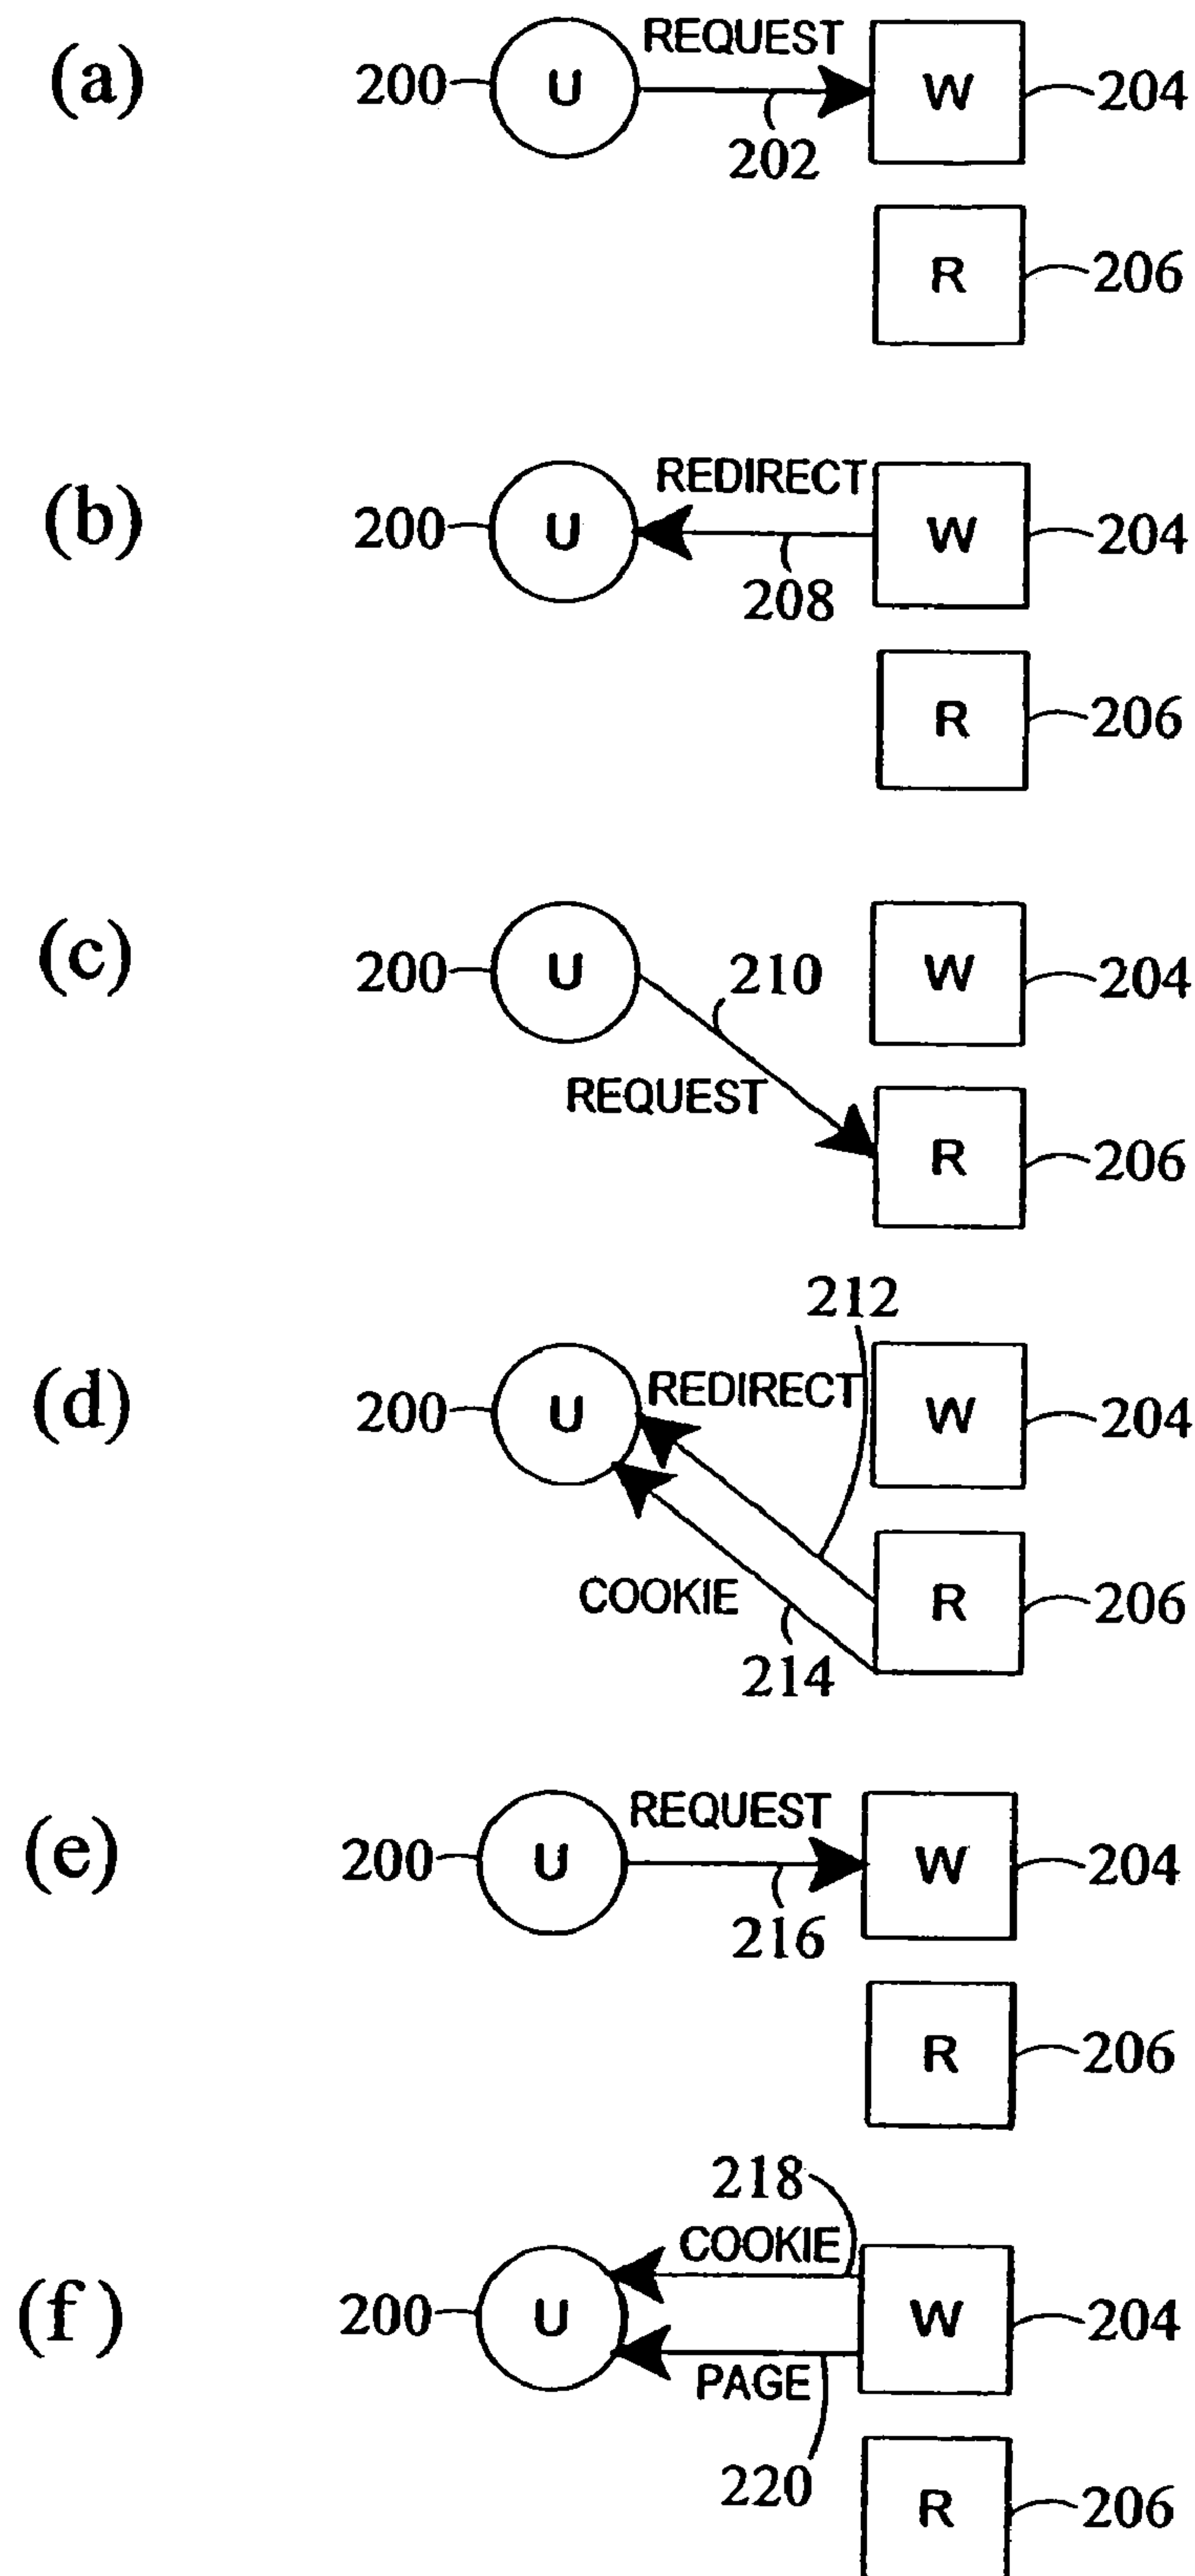 (a)
REQUEST
200 U W 204
202
R 206
(b)
REDIRECT
200 U W 204
208
R 206
(c)
200 U 210 W 204
REQUEST
R 206
(d)
212
REDIRECT
200 U W 204
COOKIE
R 206
214
(e)
REQUEST
200 U W 204
216
R 206
(f)
218
COOKIE
200 U W 204
PAGE
220
R 206